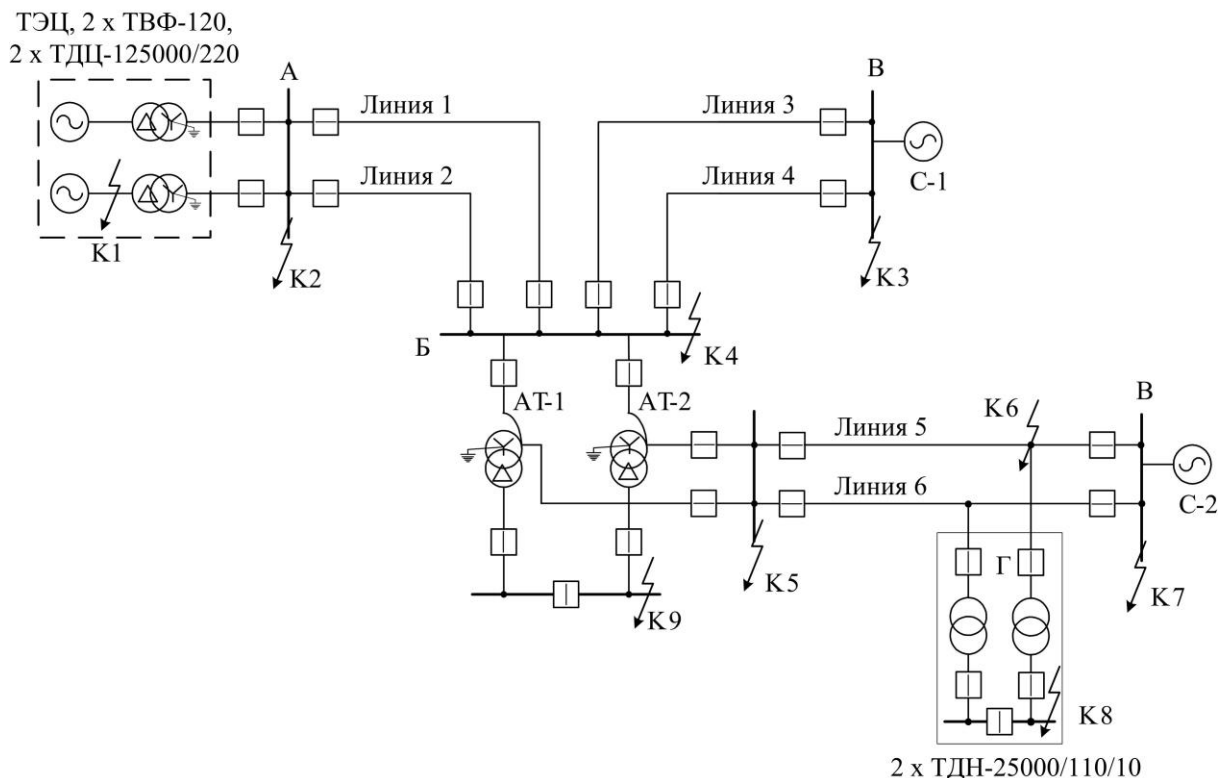 ТЭЦ, 2 x ТВФ-120,
2 x ТДЦ-125000/220
А
Линия 1
Линия 3
В
Линия 2
Линия 4
С-1
К1
К2
К3
Б
К4
АТ-1
АТ-2
К6
В
Линия 5
Линия 6
С-2
Г
К5
К7
К9
К8
2 x ТДН-25000/110/10